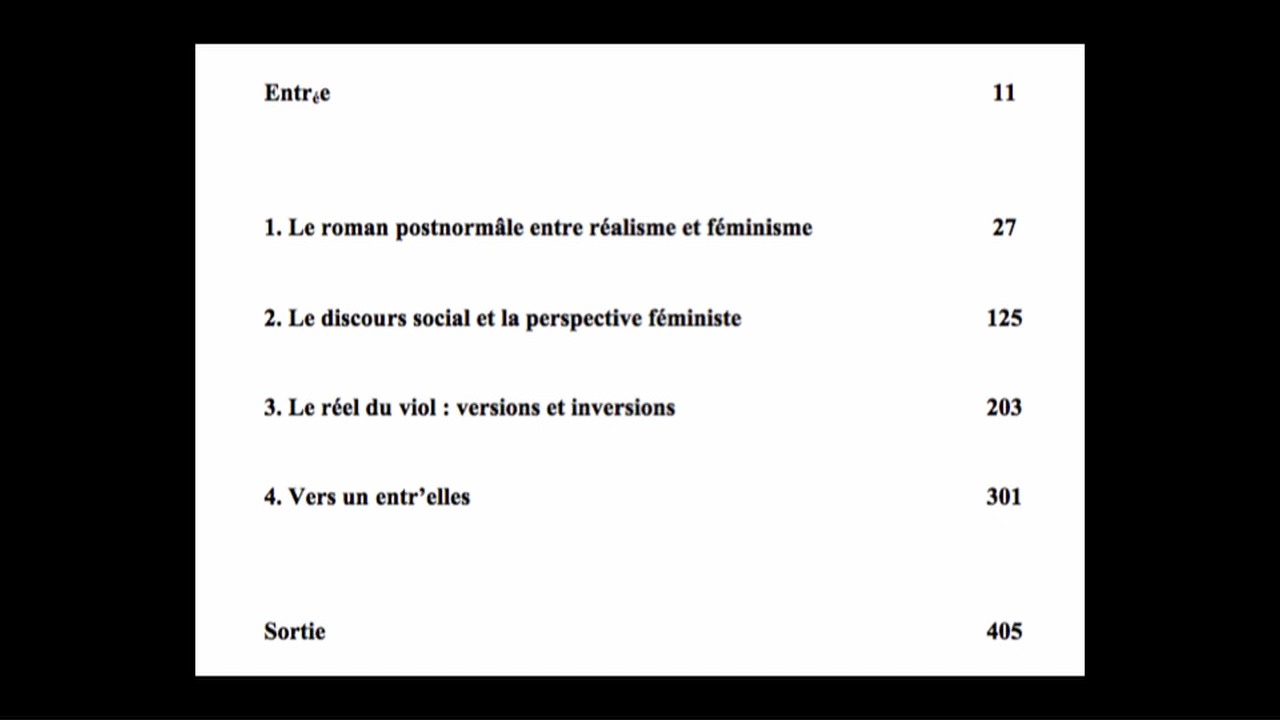 Entrée 11
1. Le roman postnormâle entre réalisme et féminisme 27
2. Le discours social et la perspective féministe 125
3. Le réel du viol : versions et inversions 203
4. Vers un entr’elles 301
Sortie 405